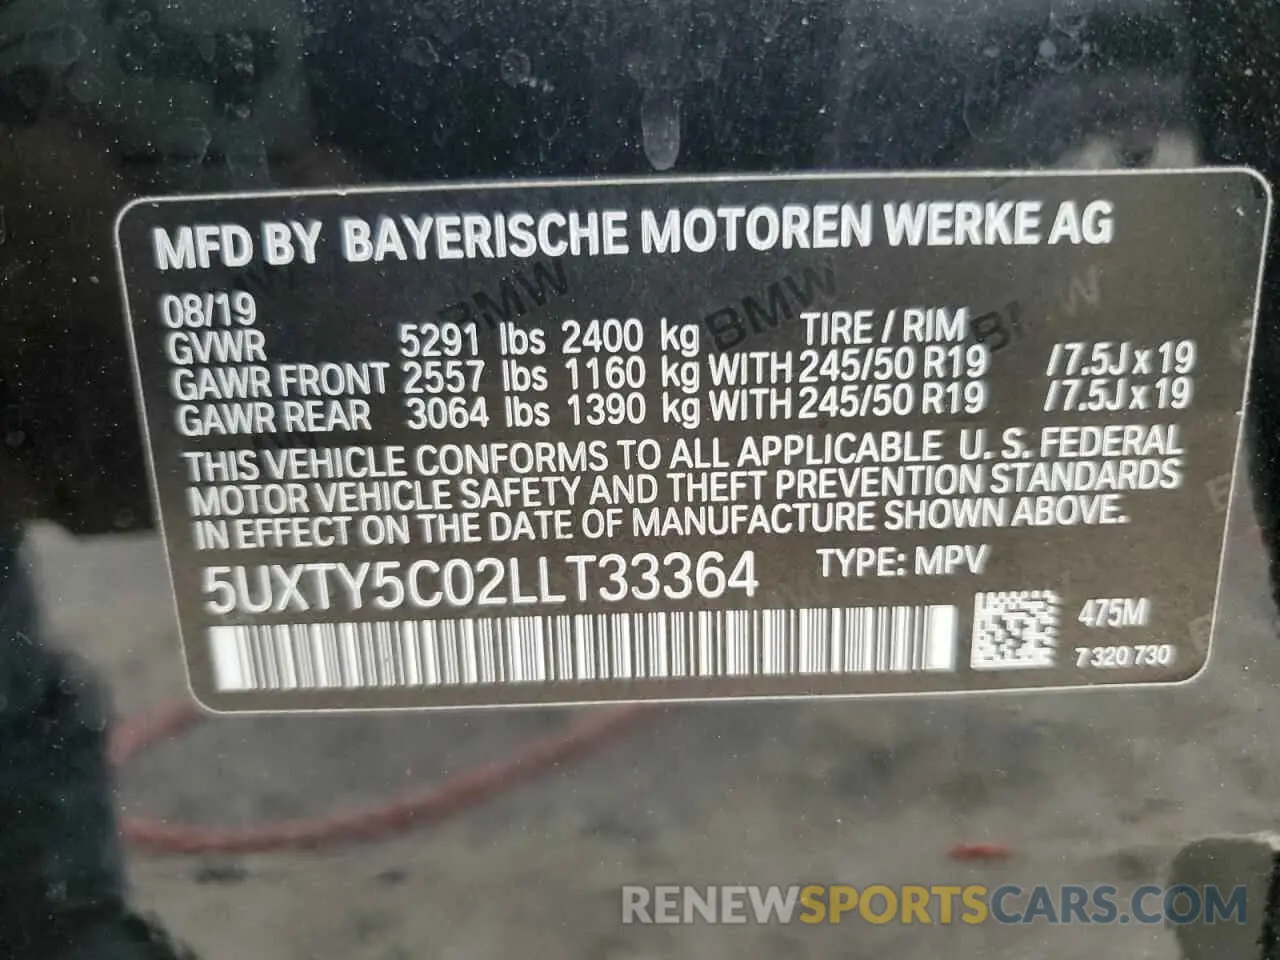 MFD BY BAYERISCHE MOTOREN WERKE AG
08/19
GVWR 5291 lbs 2400 kg TIRE / RIM
GAWR FRONT 2557 lbs 1160 kg WITH 245/50 R19 / 7.5J x 19
GAWR REAR 3064 lbs 1390 kg WITH 245/50 R19 / 7.5J x 19
THIS VEHICLE CONFORMS TO ALL APPLICABLE U. S. FEDERAL
MOTOR VEHICLE SAFETY AND THEFT PREVENTION STANDARDS
IN EFFECT ON THE DATE OF MANUFACTURE SHOWN ABOVE.
5UXTY5C02LLT33364 TYPE: MPV
475M
7 320 730
BMW
BMW
RENEWSPORTSCARS.COM